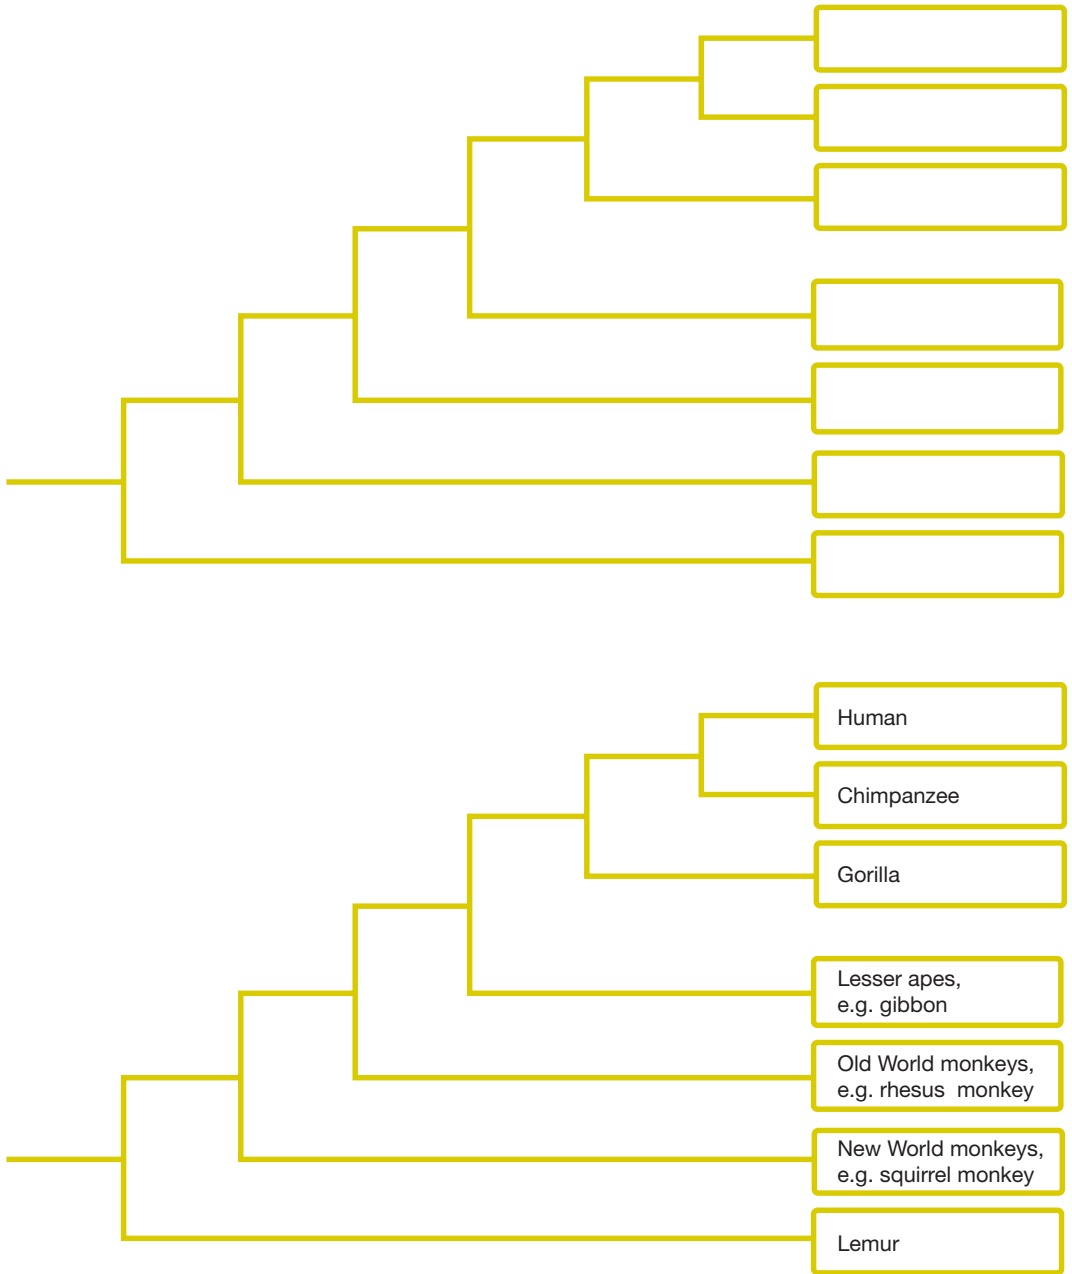 Human
Chimpanzee
Gorilla
Lesser apes,
e.g. gibbon
Old World monkeys,
e.g. rhesus monkey
New World monkeys,
e.g. squirrel monkey
Lemur